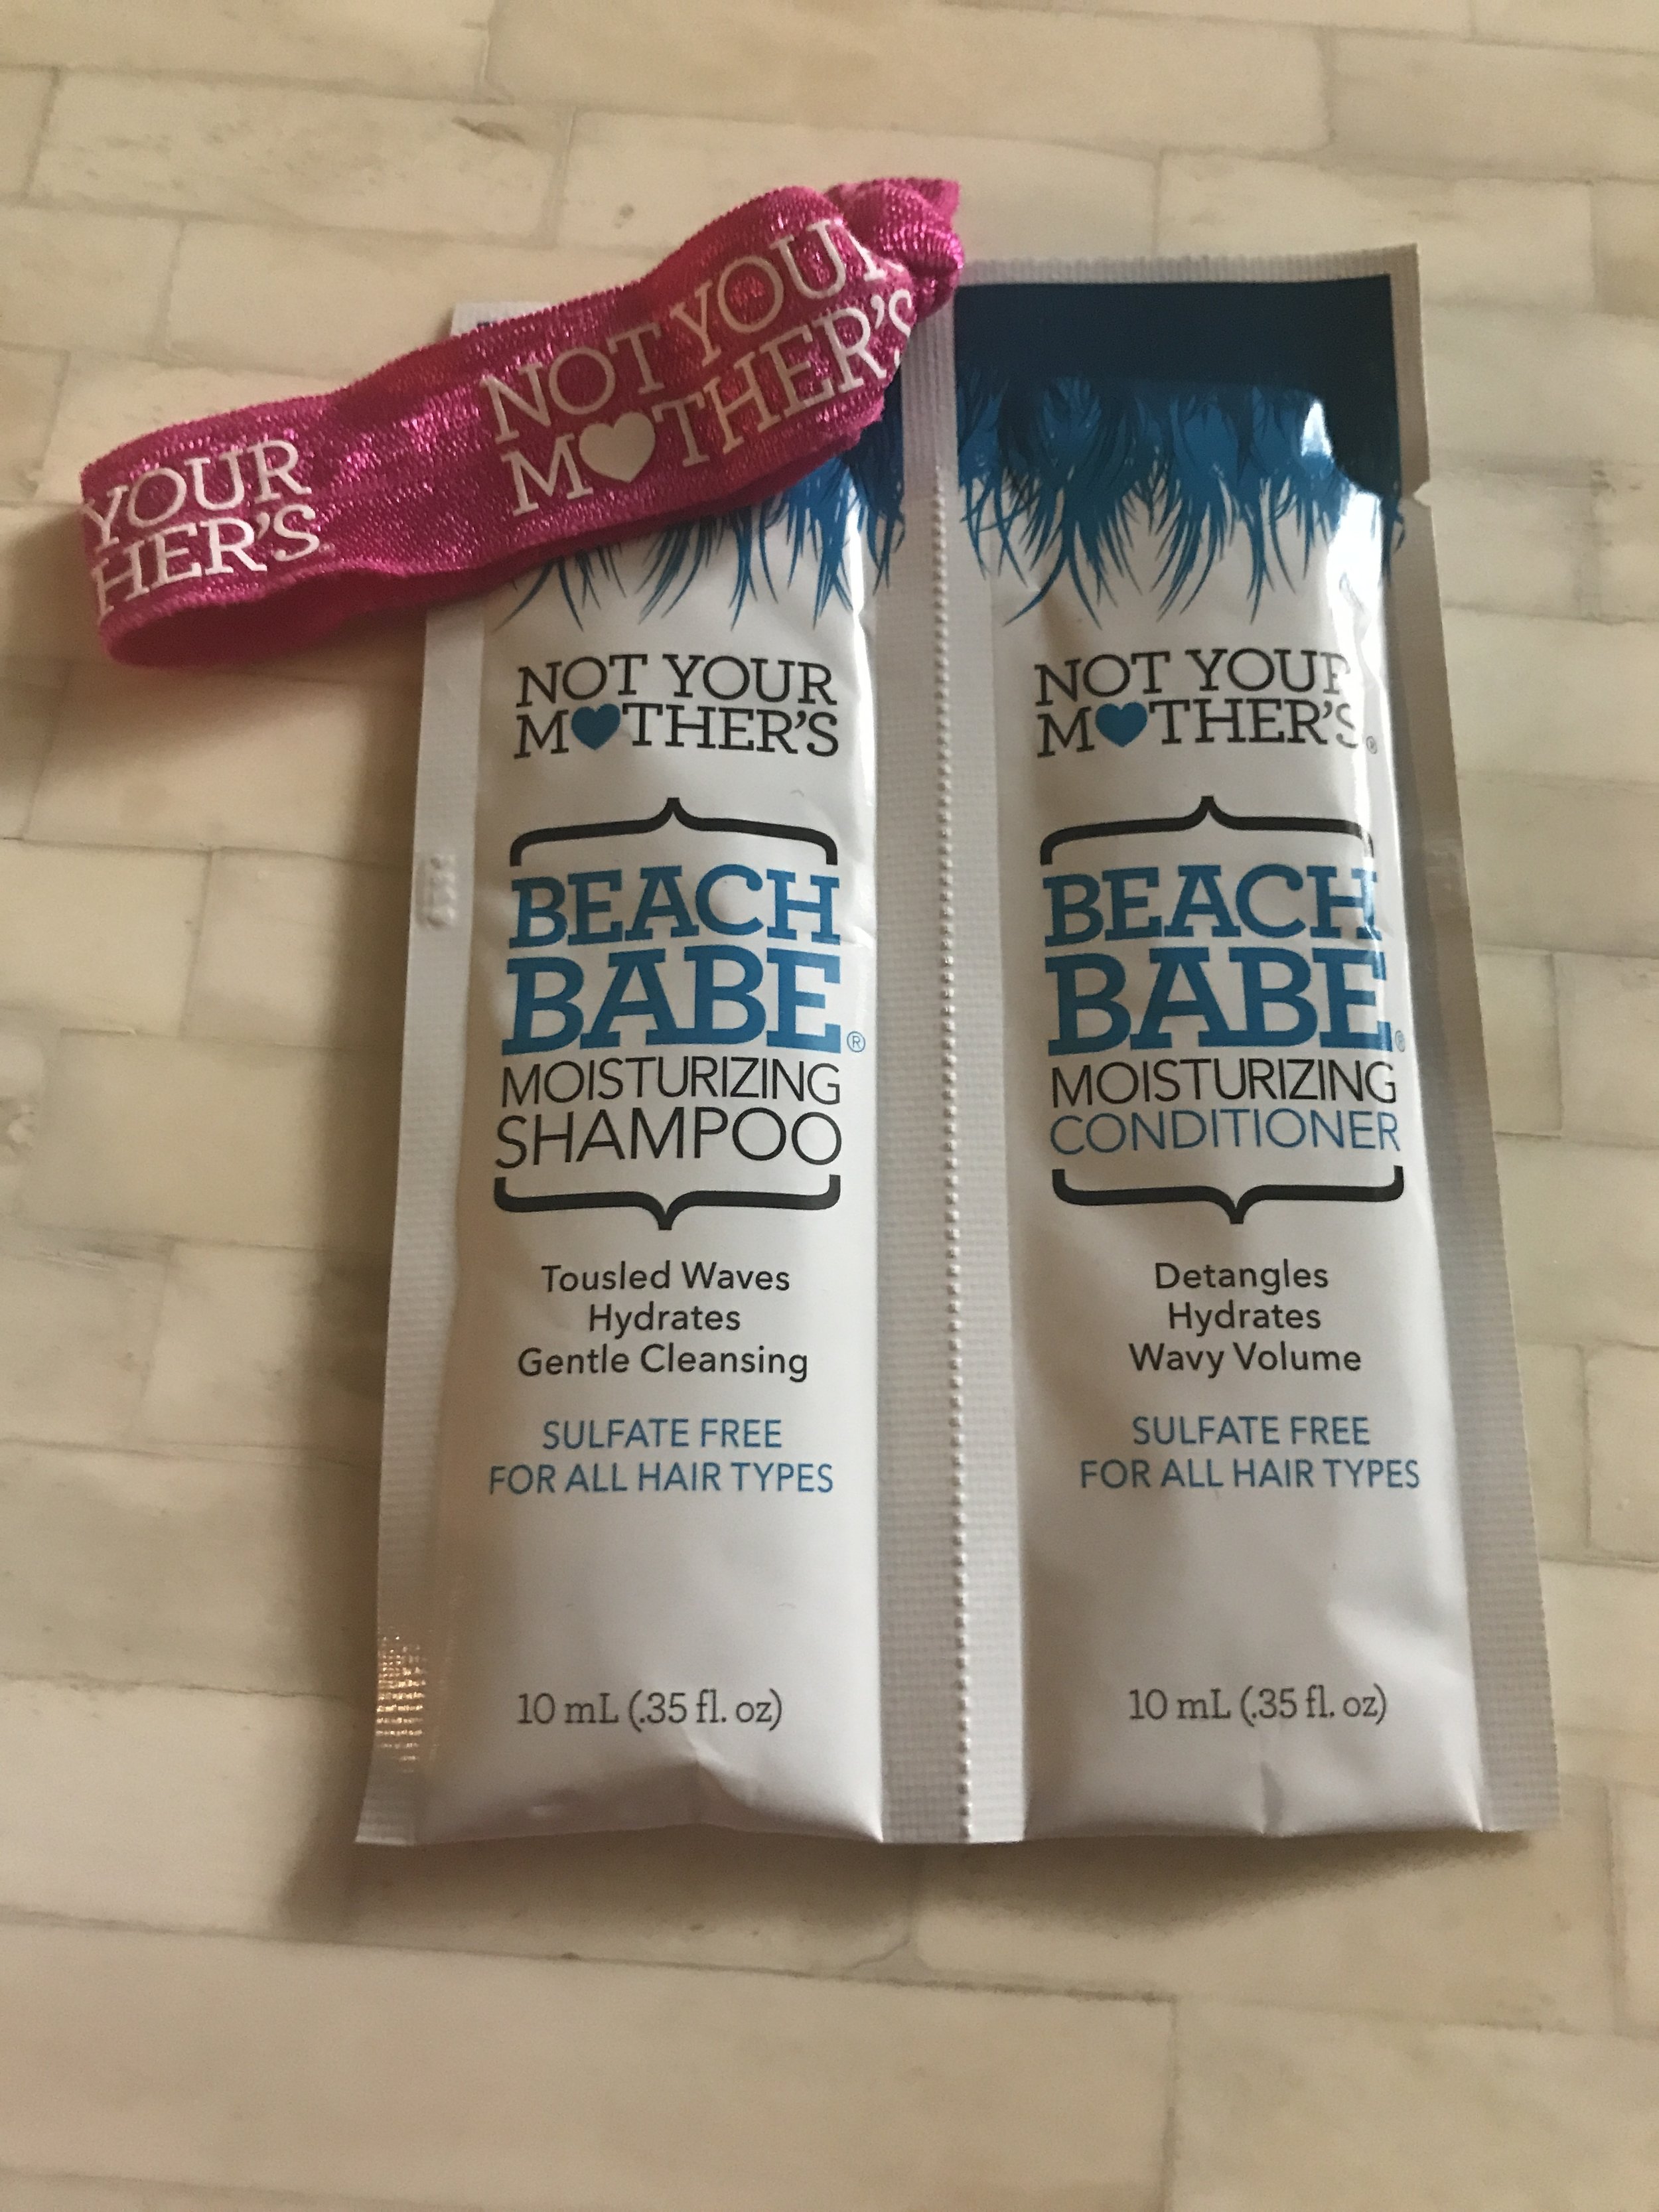 NOT YOUR
MOTHER'S
YOUR
HER'S
NOT YOUR
M♥THER'S
BEACH
BABE®
MOISTURIZING
SHAMPOO
Tousled Waves
Hydrates
Gentle Cleansing
SULFATE FREE
FOR ALL HAIR TYPES
10 mL (.35 fl. oz)
NOT YOUR
M♥THER'S®
BEACH
BABE®
MOISTURIZING
CONDITIONER
Detangles
Hydrates
Wavy Volume
SULFATE FREE
FOR ALL HAIR TYPES
10 mL (.35 fl. oz)